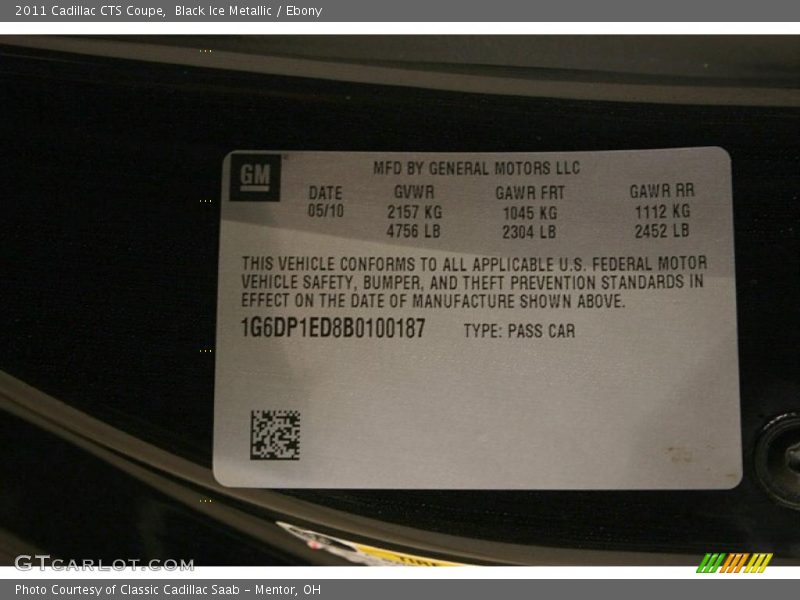 2011 Cadillac CTS Coupe,  Black Ice Metallic / Ebony
GM
MFD BY GENERAL MOTORS LLC
DATE GVWR GAWR FRT GAWR RR
05/10 2157 KG 1045 KG 1112 KG
4756 LB 2304 LB 2452 LB
THIS VEHICLE CONFORMS TO ALL APPLICABLE U.S. FEDERAL MOTOR
VEHICLE SAFETY, BUMPER, AND THEFT PREVENTION STANDARDS IN
EFFECT ON THE DATE OF MANUFACTURE SHOWN ABOVE.
1G6DP1ED8B0100187 TYPE: PASS CAR
GTCARLOT.COM
Photo Courtesy of Classic Cadillac Saab - Mentor, OH